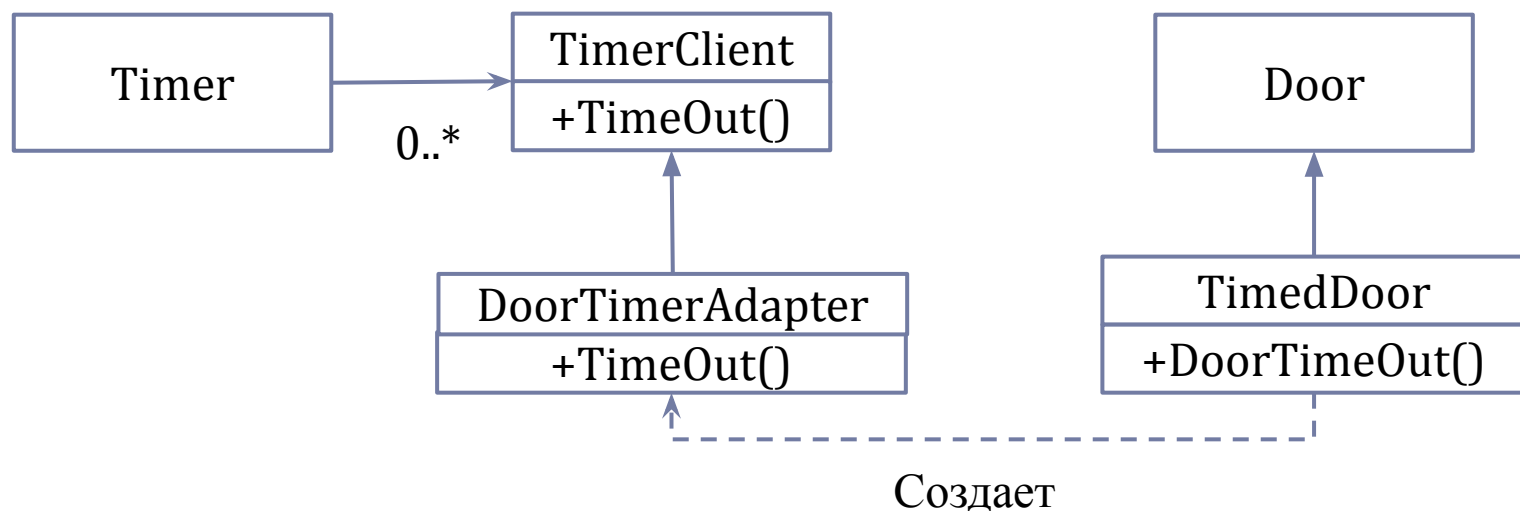 Timer
0..*
TimerClient
+TimeOut()
Door
DoorTimerAdapter
+TimeOut()
TimedDoor
+DoorTimeOut()
Создает